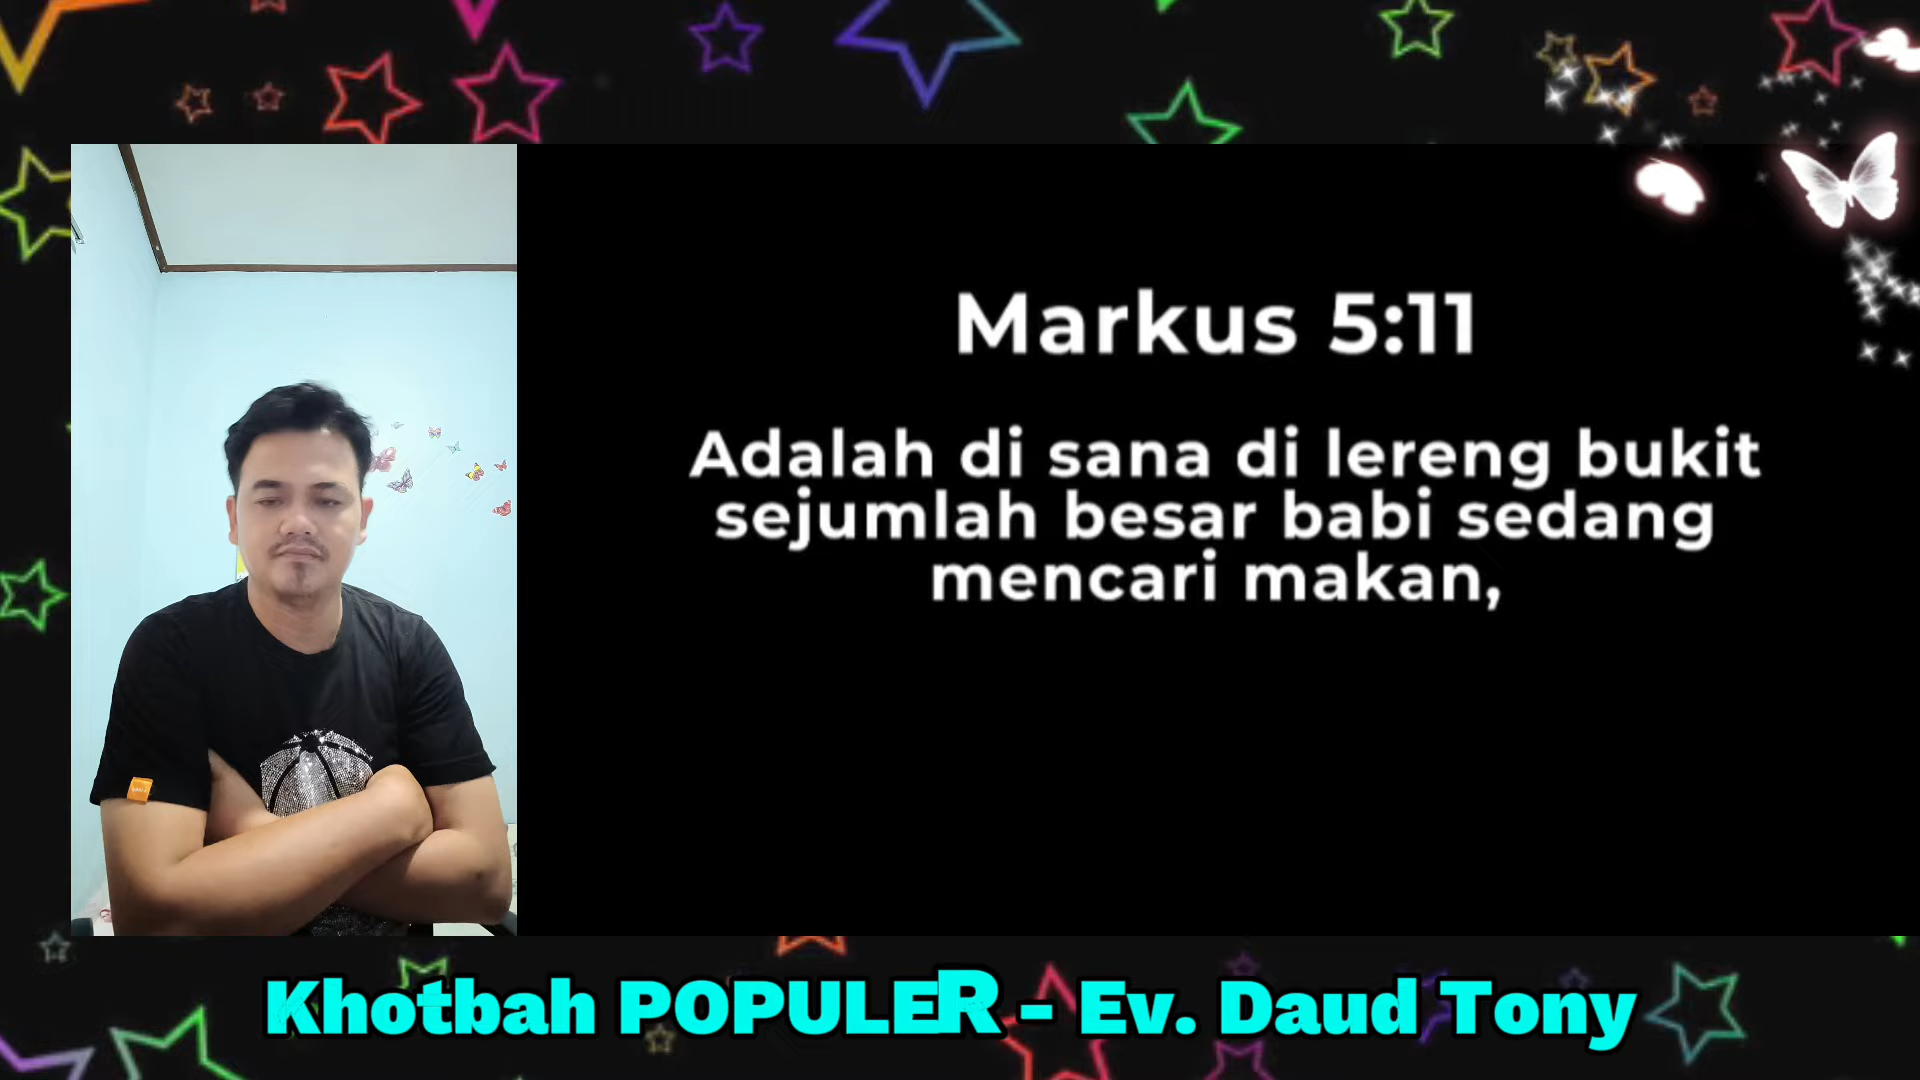 Markus 5:11
Adalah di sana di lereng bukit
sejumlah besar babi sedang
mencari makan,
Khotbah POPULER - Ev. Daud Tony